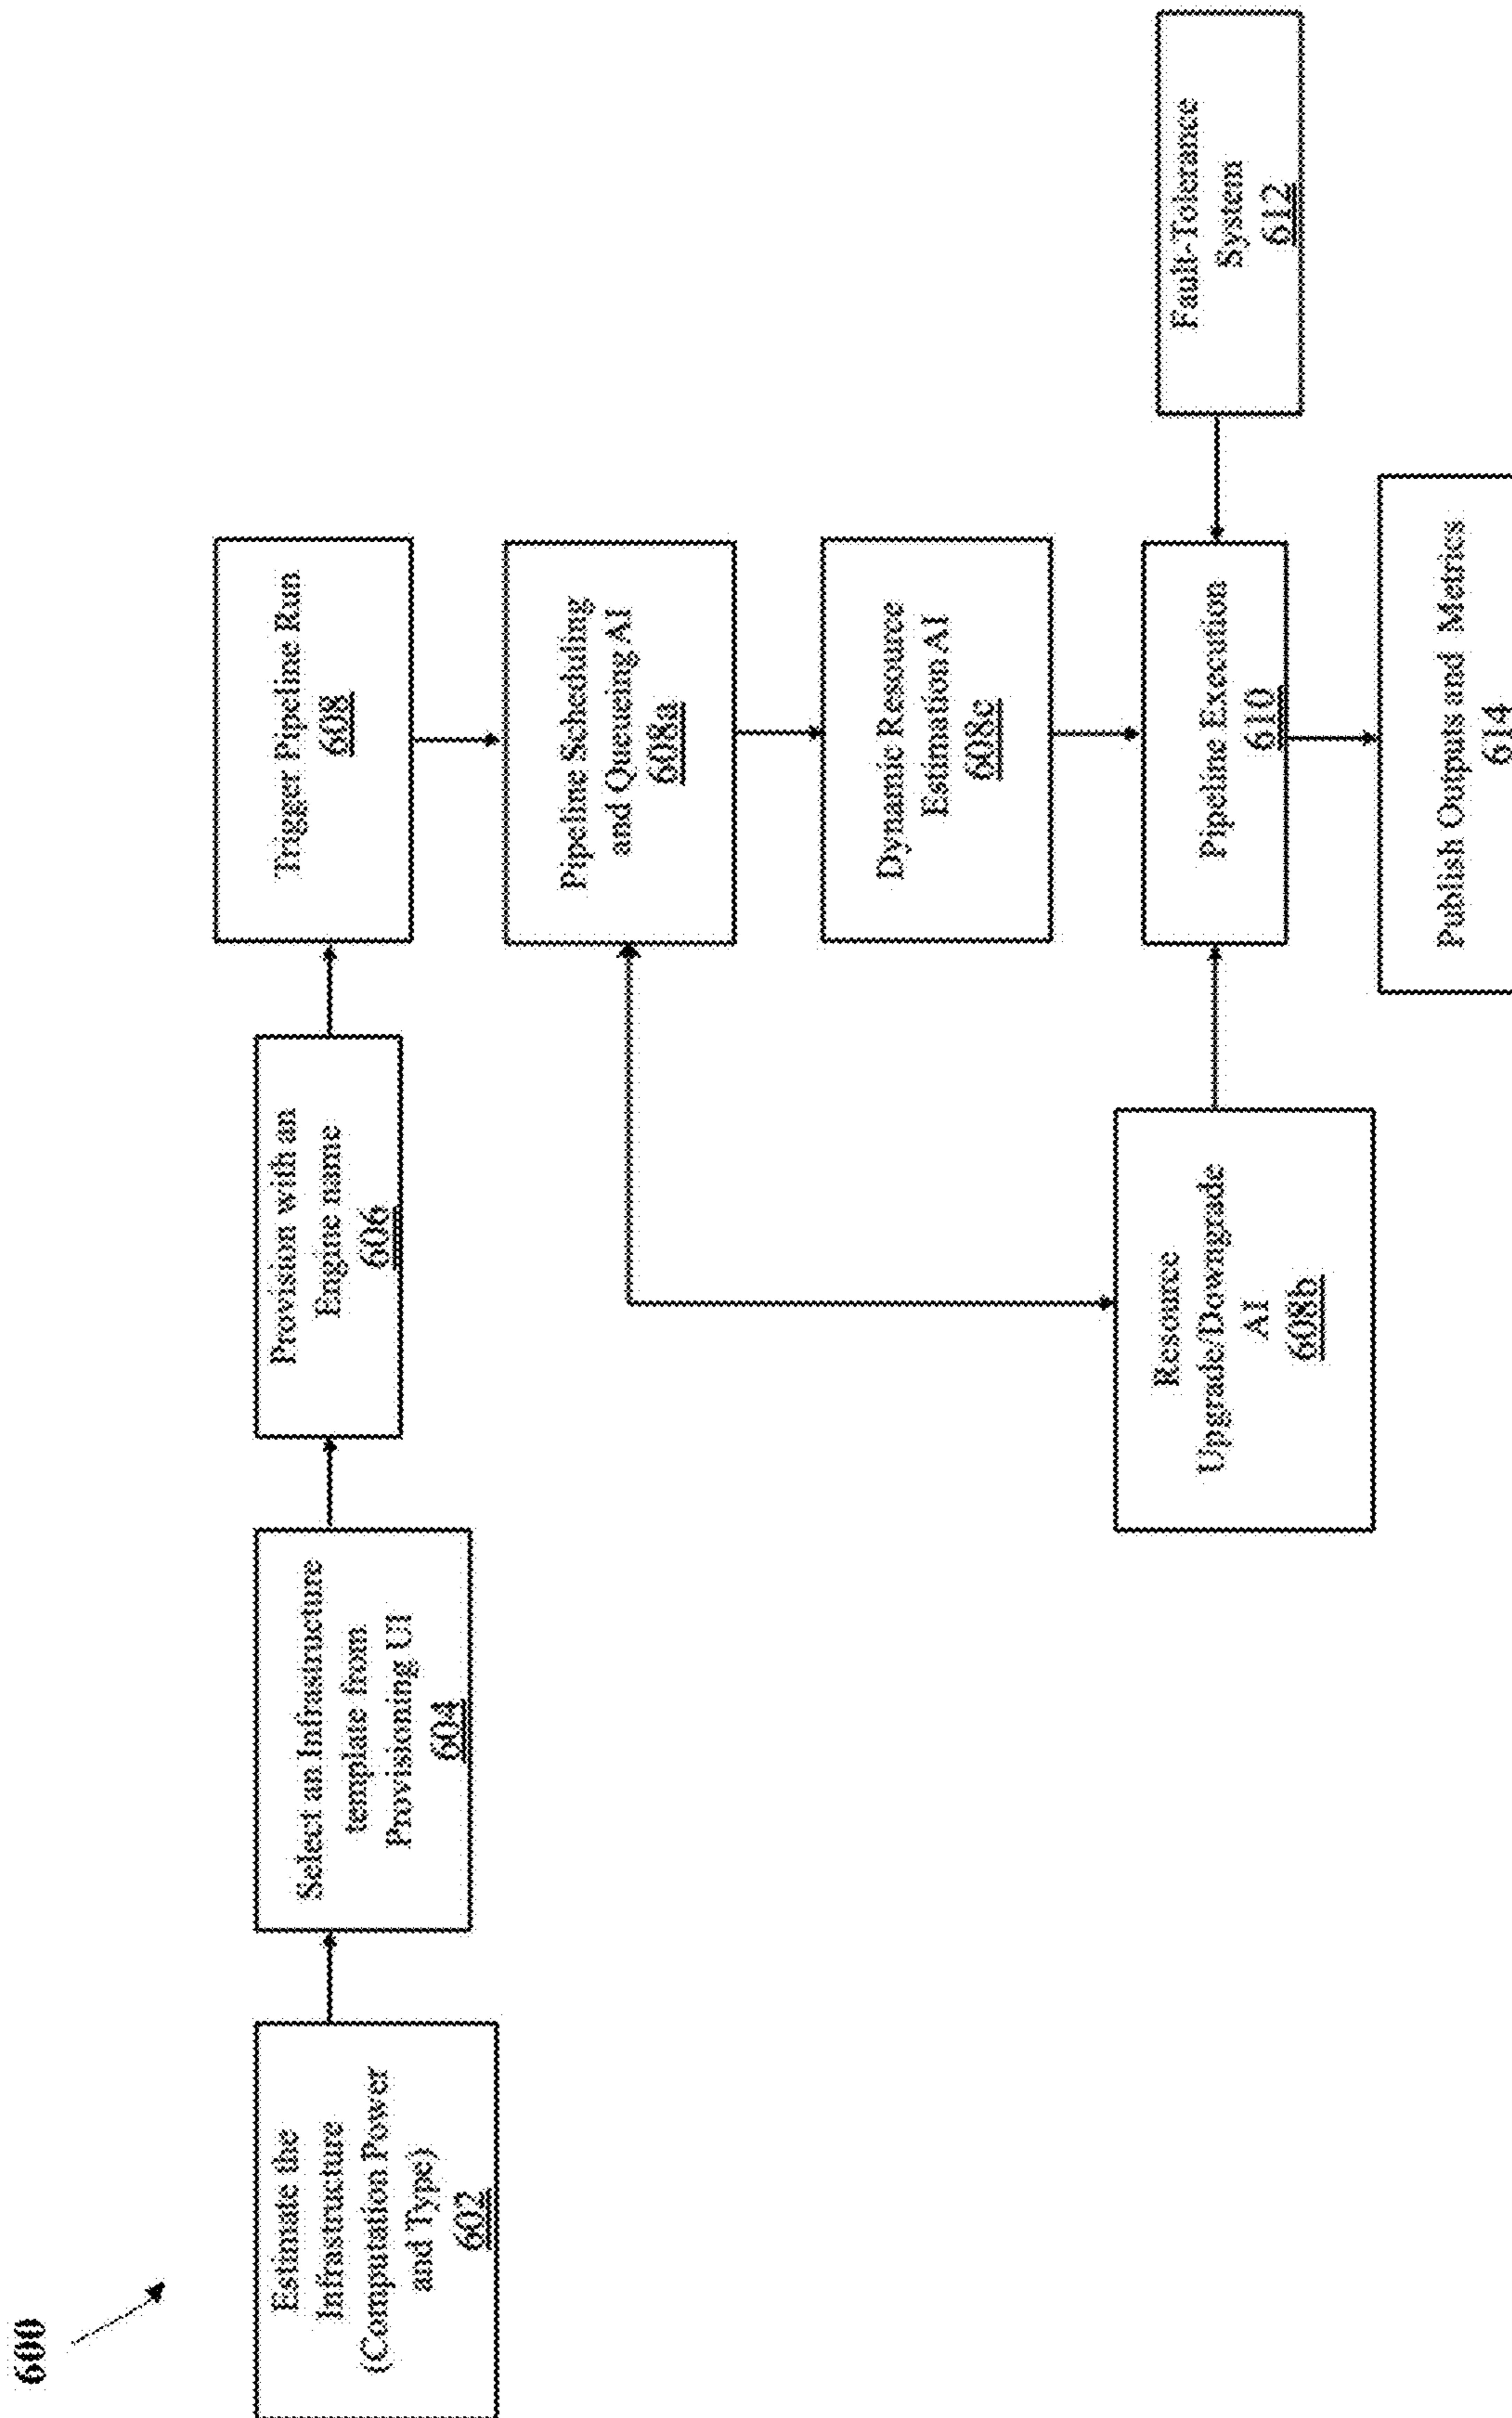 600
Estimate the
Infrastructure
(Computation Power
and Type)
602
Select an Infrastructure
template from
Provisioning UI
604
Provision with an
Engine name
606
Trigger Pipeline Run
608
Pipeline Scheduling
and Queueing AI
608a
Dynamic Resource
Estimation AI
608c
Resource
Upgrade/Downgrade
AI
608b
Pipeline Execution
610
Fault-Tolerance
System
612
Publish Outputs and Metrics
614